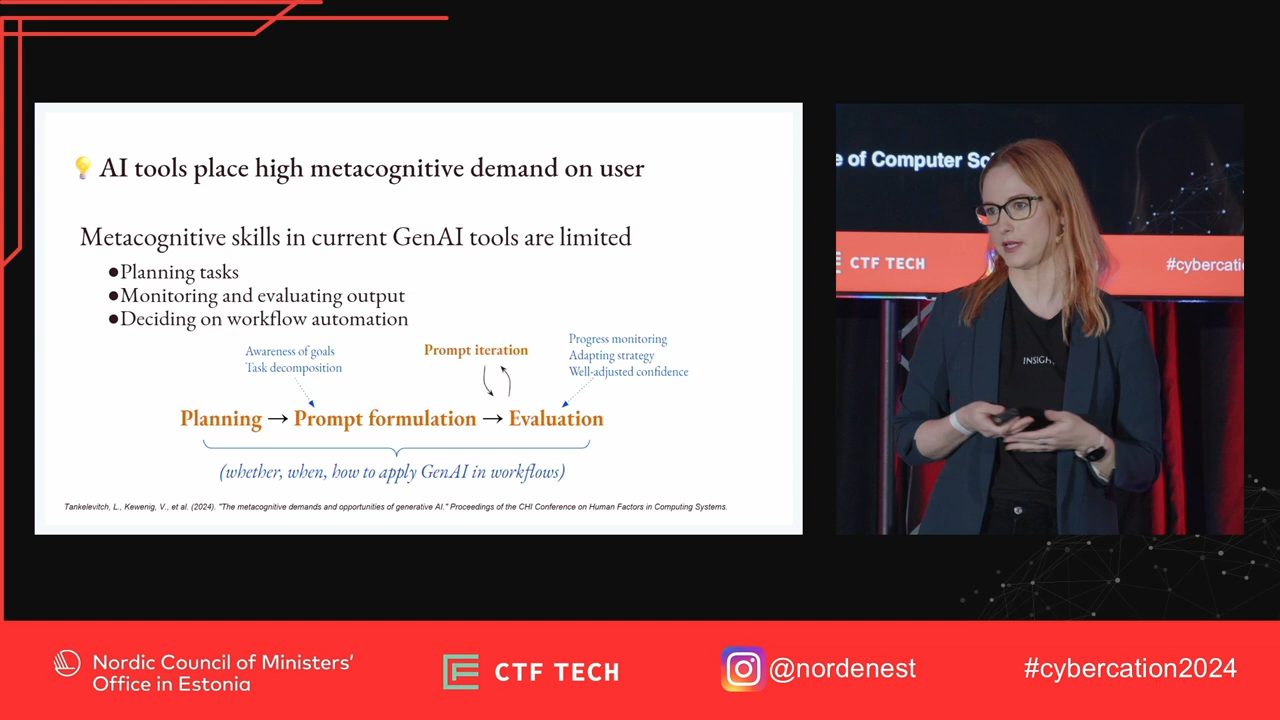 AI tools place high metacognitive demand on user
Metacognitive skills in current GenAI tools are limited
●Planning tasks
●Monitoring and evaluating output
●Deciding on workflow automation
Awareness of goals
Task decomposition
Prompt iteration
Progress monitoring
Adapting strategy
Well-adjusted confidence
Planning → Prompt formulation → Evaluation
(whether, when, how to apply GenAI in workflows)
Tankelevitch, L., Kewenig, V., et al. (2024). "The metacognitive demands and opportunities of generative AI." Proceedings of the CHI Conference on Human Factors in Computing Systems.
e of Computer Sc
CTF TECH
#cybercati
INSIGH
Nordic Council of Ministers'
Office in Estonia
CTF TECH
@nordenest
#cybercation2024